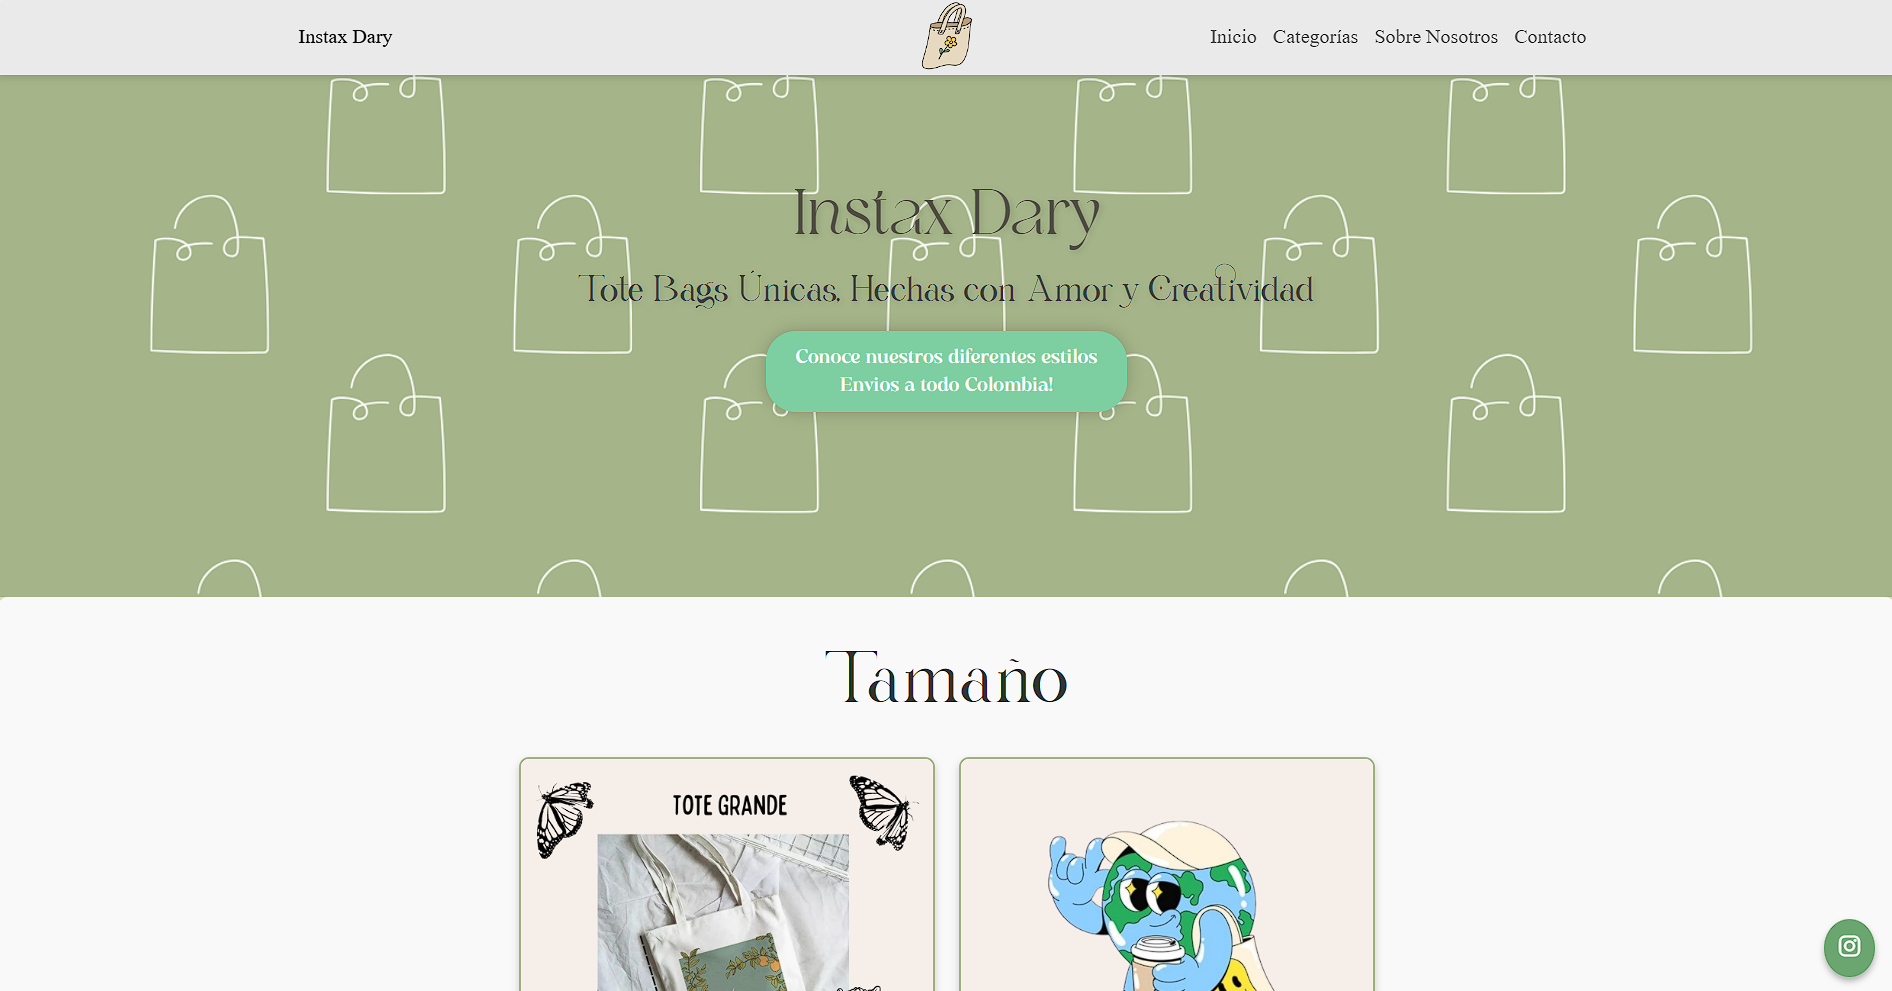 Instax Dary
Inicio Categorías Sobre Nosotros Contacto
Instax Dary
Tote Bags Únicas, Hechas con Amor y Creatividad
Conoce nuestros diferentes estilos
Envios a todo Colombia!
Tamaño
TOTE GRANDE